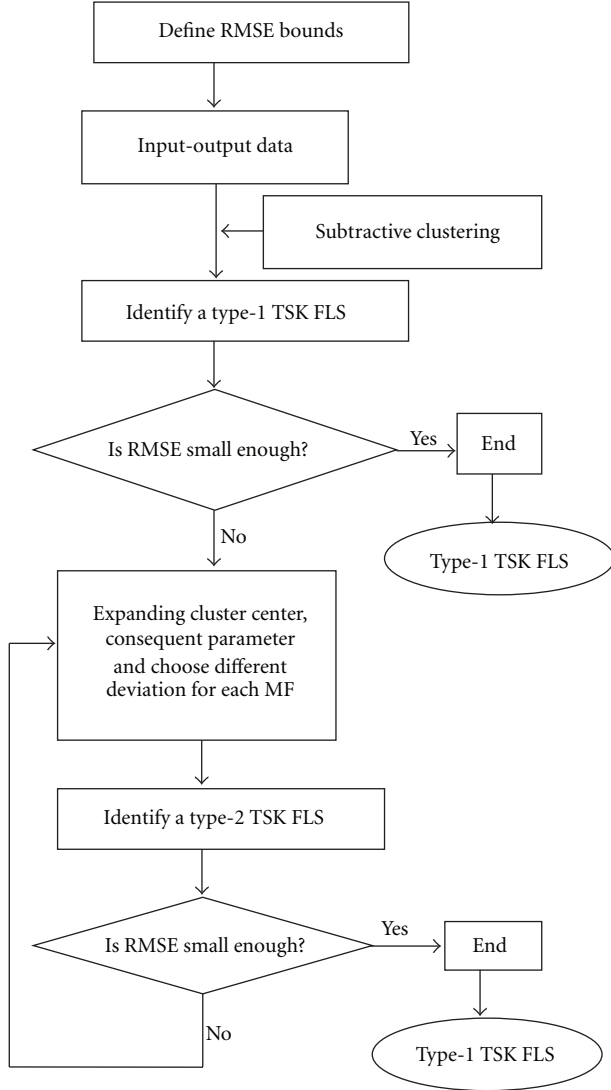 Define RMSE bounds
Input-output data
Subtractive clustering
Identify a type-1 TSK FLS
Is RMSE small enough?
Yes
End
No
Type-1 TSK FLS
Expanding cluster center,
consequent parameter
and choose different
deviation for each MF
Identify a type-2 TSK FLS
Is RMSE small enough?
Yes
End
No
Type-1 TSK FLS